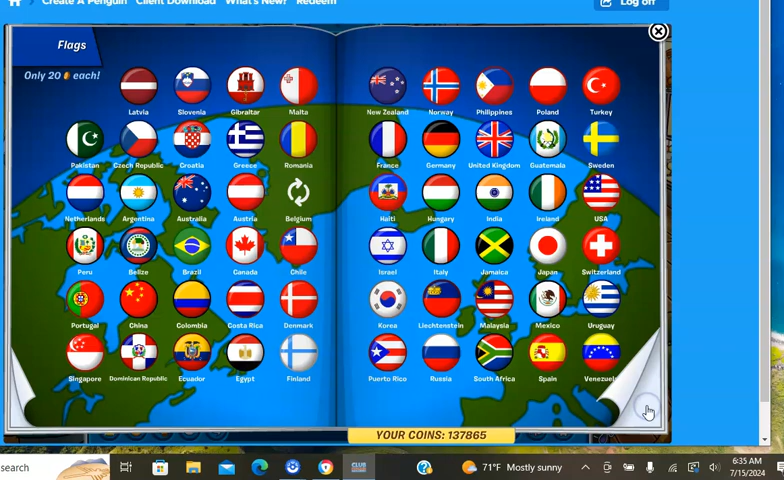 Create A Penguin Client Download What's New? Redeem Log off
Flags
Only 20 each!
Latvia Slovenia Gibraltar Malta
Pakistan Czech Republic Croatia Greece Romania
Netherlands Argentina Australia Austria Belgium
Peru Belize Brazil Canada Chile
Portugal China Colombia Costa Rica Denmark
Singapore Dominican Republic Ecuador Egypt Finland
New Zealand Norway Philippines Poland Turkey
France Germany United Kingdom Guatemala Sweden
Haiti Hungary India Ireland USA
Israel Italy Jamaica Japan Switzerland
Korea Liechtenstein Malaysia Mexico Uruguay
Puerto Rico Russia South Africa Spain Venezuel
YOUR COINS: 137865
search
CLUB
71°F Mostly sunny
6:35 AM
7/15/2024